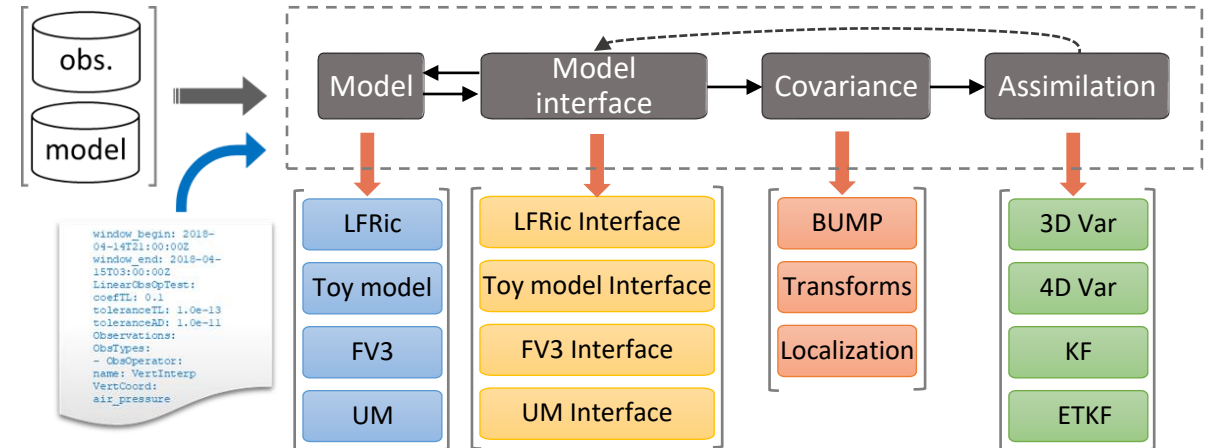 obs.
model
Model
Model
interface
Covariance
Assimilation
window_begin: 2018-
04-14T21:00:00Z
window_end: 2018-04-
15T03:00:00Z
LinearObsOpTest:
coefTL: 0.1
toleranceTL: 1.0e-13
toleranceAD: 1.0e-11
Observations:
ObsTypes:
- ObsOperator:
name: VertInterp
VertCoord:
air_pressure
LFRic
Toy model
FV3
UM
LFRic Interface
Toy model Interface
FV3 Interface
UM Interface
BUMP
Transforms
Localization
3D Var
4D Var
KF
ETKF